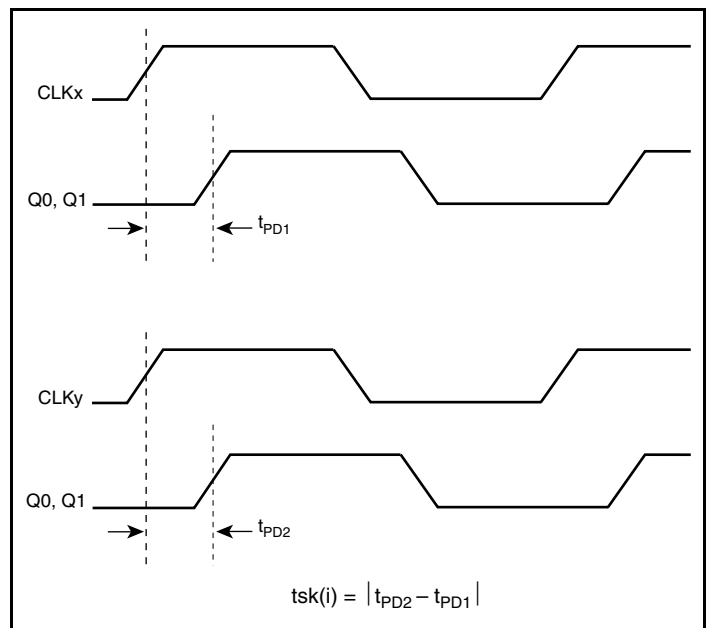 CLKx
Q0, Q1
tPD1
CLKy
Q0, Q1
tPD2
tsk(i) = |tPD2 – tPD1|